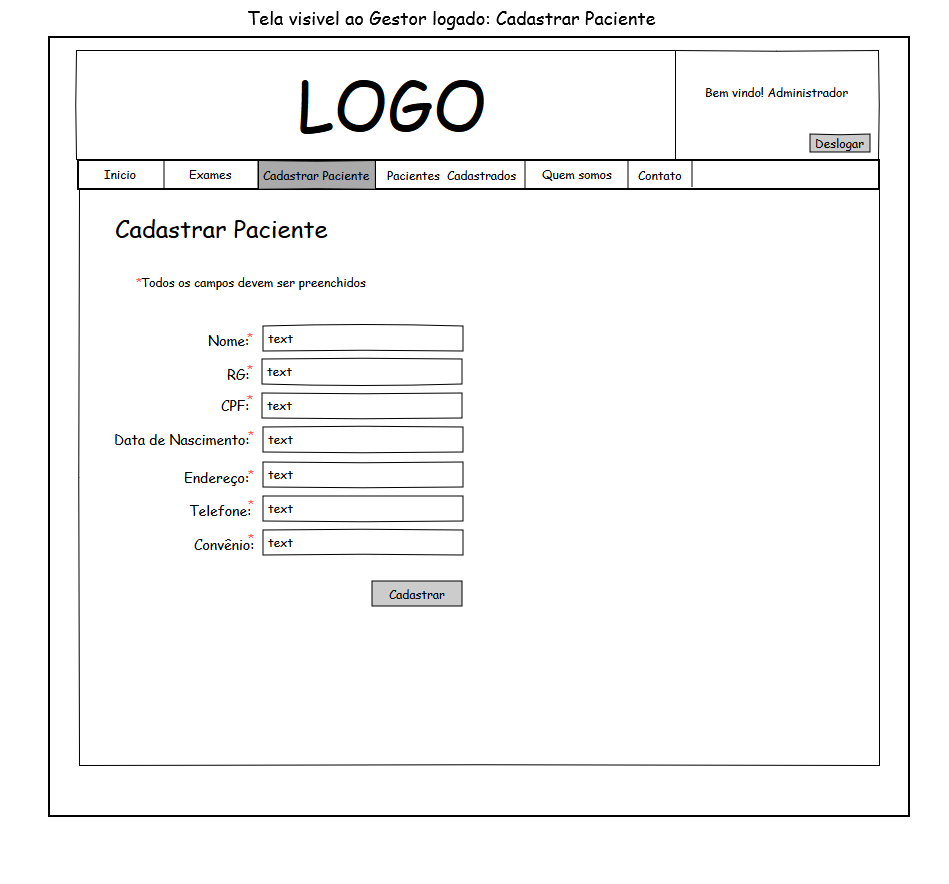 Tela visivel ao Gestor logado: Cadastrar Paciente
LOGO
Bem vindo! Administrador
Deslogar
Inicio Exames Cadastrar Paciente Pacientes Cadastrados Quem somos Contato
Cadastrar Paciente
*Todos os campos devem ser preenchidos
Nome:* text
RG:* text
CPF:* text
Data de Nascimento:* text
Endereço:* text
Telefone:* text
Convênio:* text
Cadastrar